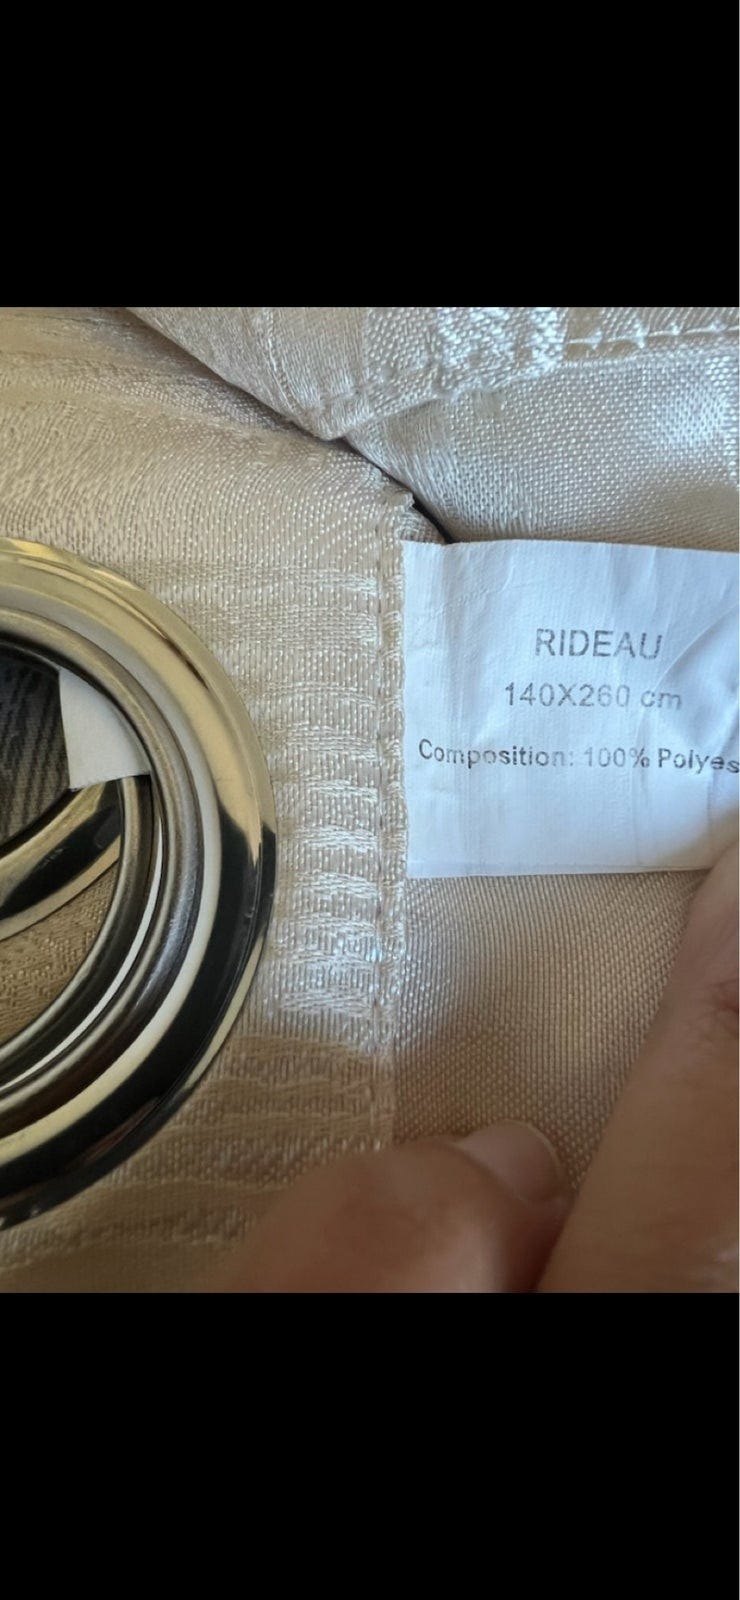 RIDEAU
140X260 cm
Composition: 100% Polyes